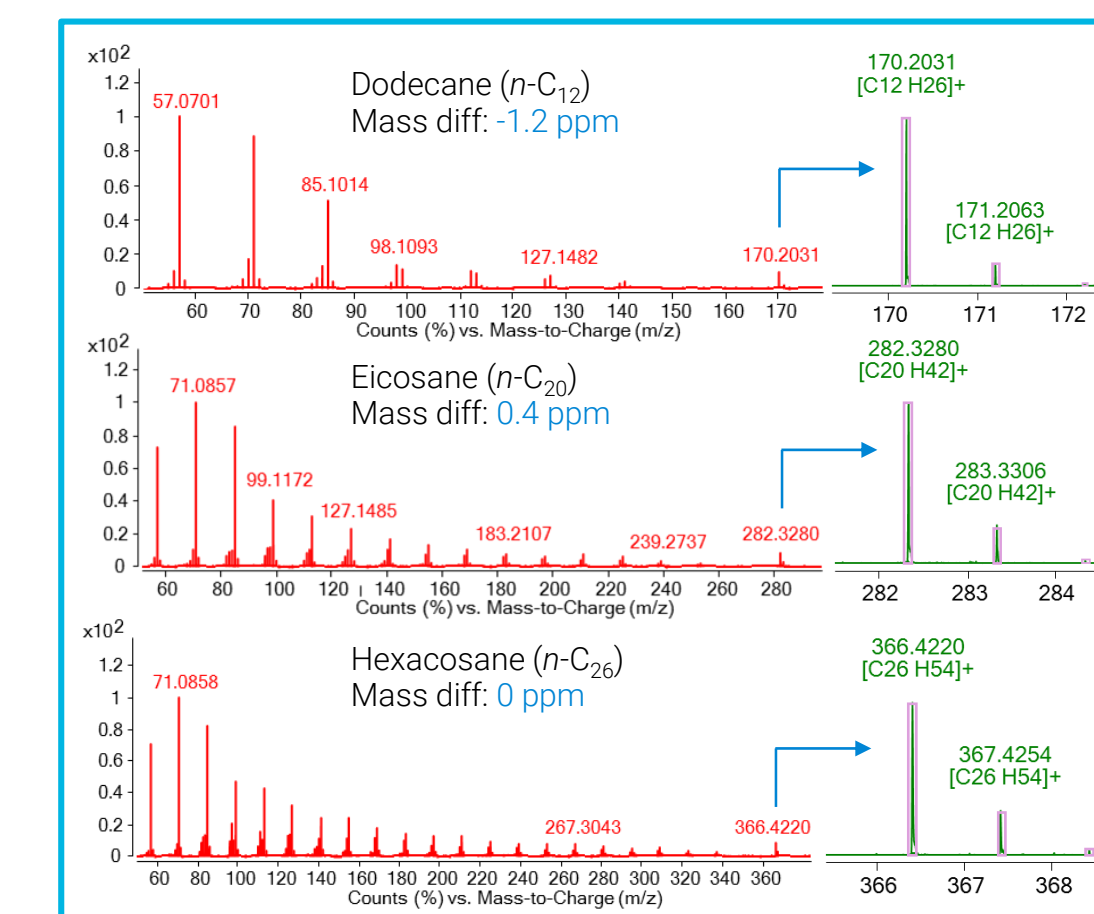 x10²
1.2
1
0.8
0.6
0.4
0.2
0
57.0701
85.1014
98.1093
127.1482
170.2031
Dodecane (n-C₁₂)
Mass diff: -1.2 ppm
60 70 80 90 100 110 120 130 140 150 160 170
Counts (%) vs. Mass-to-Charge (m/z)
170.2031
[C12 H26]+
171.2063
[C12 H26]+
170 171 172
x10²
1.2
1
0.8
0.6
0.4
0.2
0
71.0857
99.1172
127.1485
183.2107
239.2737
282.3280
Eicosane (n-C₂₀)
Mass diff: 0.4 ppm
60 80 100 120 140 160 180 200 220 240 260 280
Counts (%) vs. Mass-to-Charge (m/z)
282.3280
[C20 H42]+
283.3306
[C20 H42]+
282 283 284
x10²
1.2
1
0.8
0.6
0.4
0.2
0
71.0858
267.3043
366.4220
Hexacosane (n-C₂₆)
Mass diff: 0 ppm
60 80 100 120 140 160 180 200 220 240 260 280 300 320 340 360
Counts (%) vs. Mass-to-Charge (m/z)
366.4220
[C26 H54]+
367.4254
[C26 H54]+
366 367 368